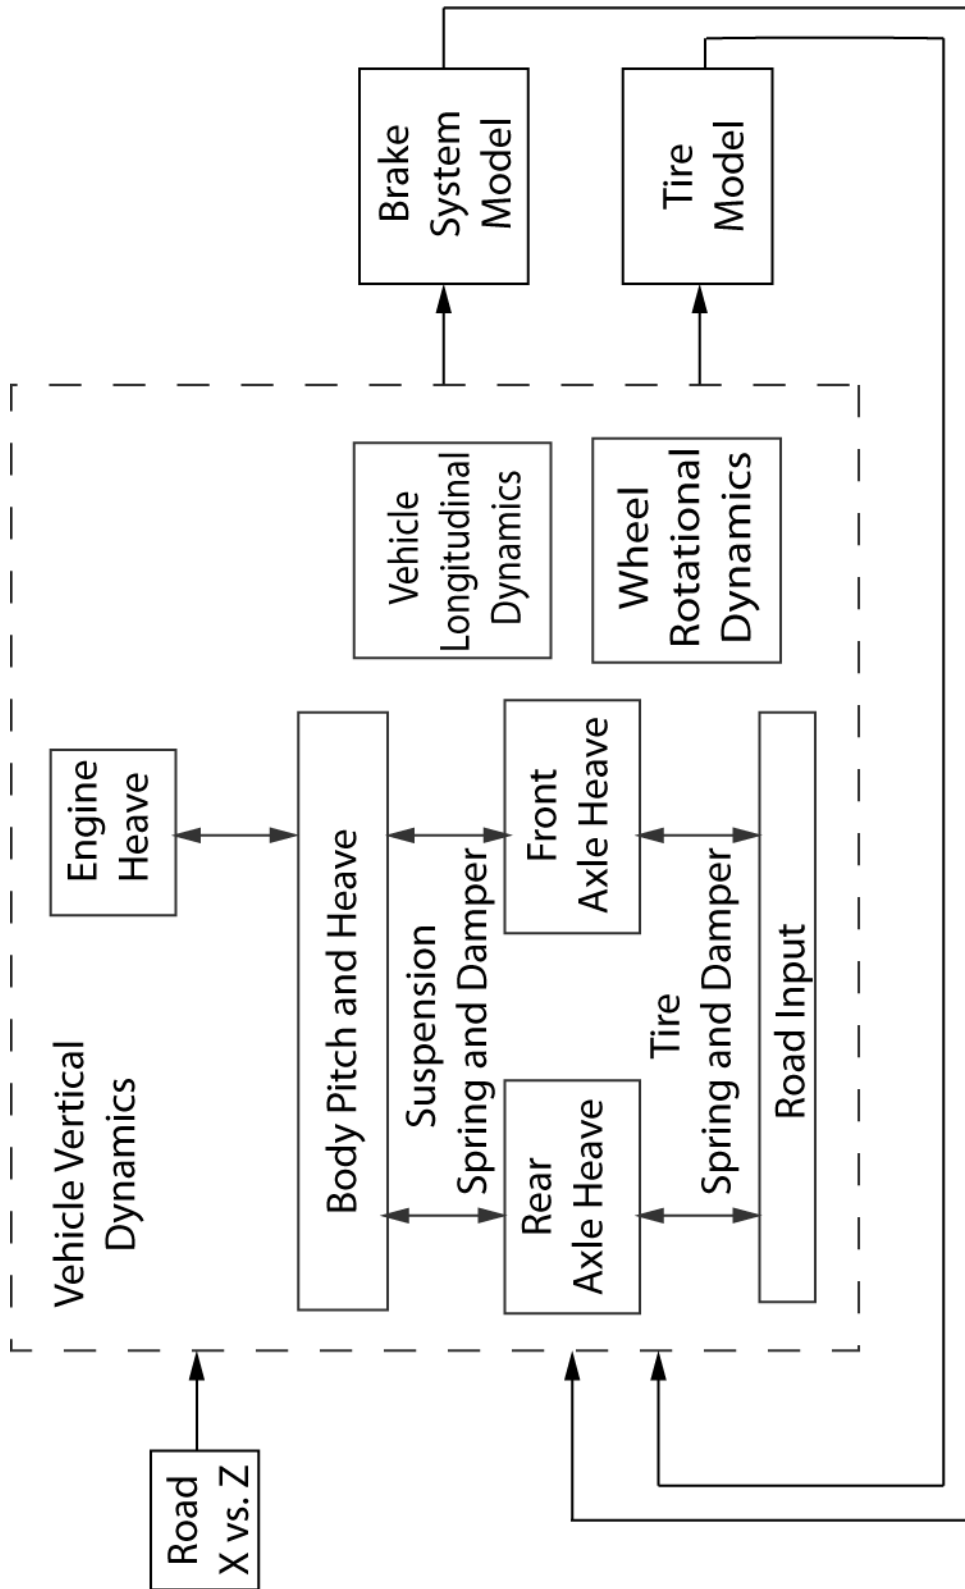 Vehicle Vertical
Dynamics
Engine
Heave
Body Pitch and Heave
Suspension
Spring and Damper
Rear
Axle Heave
Front
Axle Heave
Tire
Spring and Damper
Road Input
Vehicle
Longitudinal
Dynamics
Wheel
Rotational
Dynamics
Road
X vs. Z
Brake
System
Model
Tire
Model